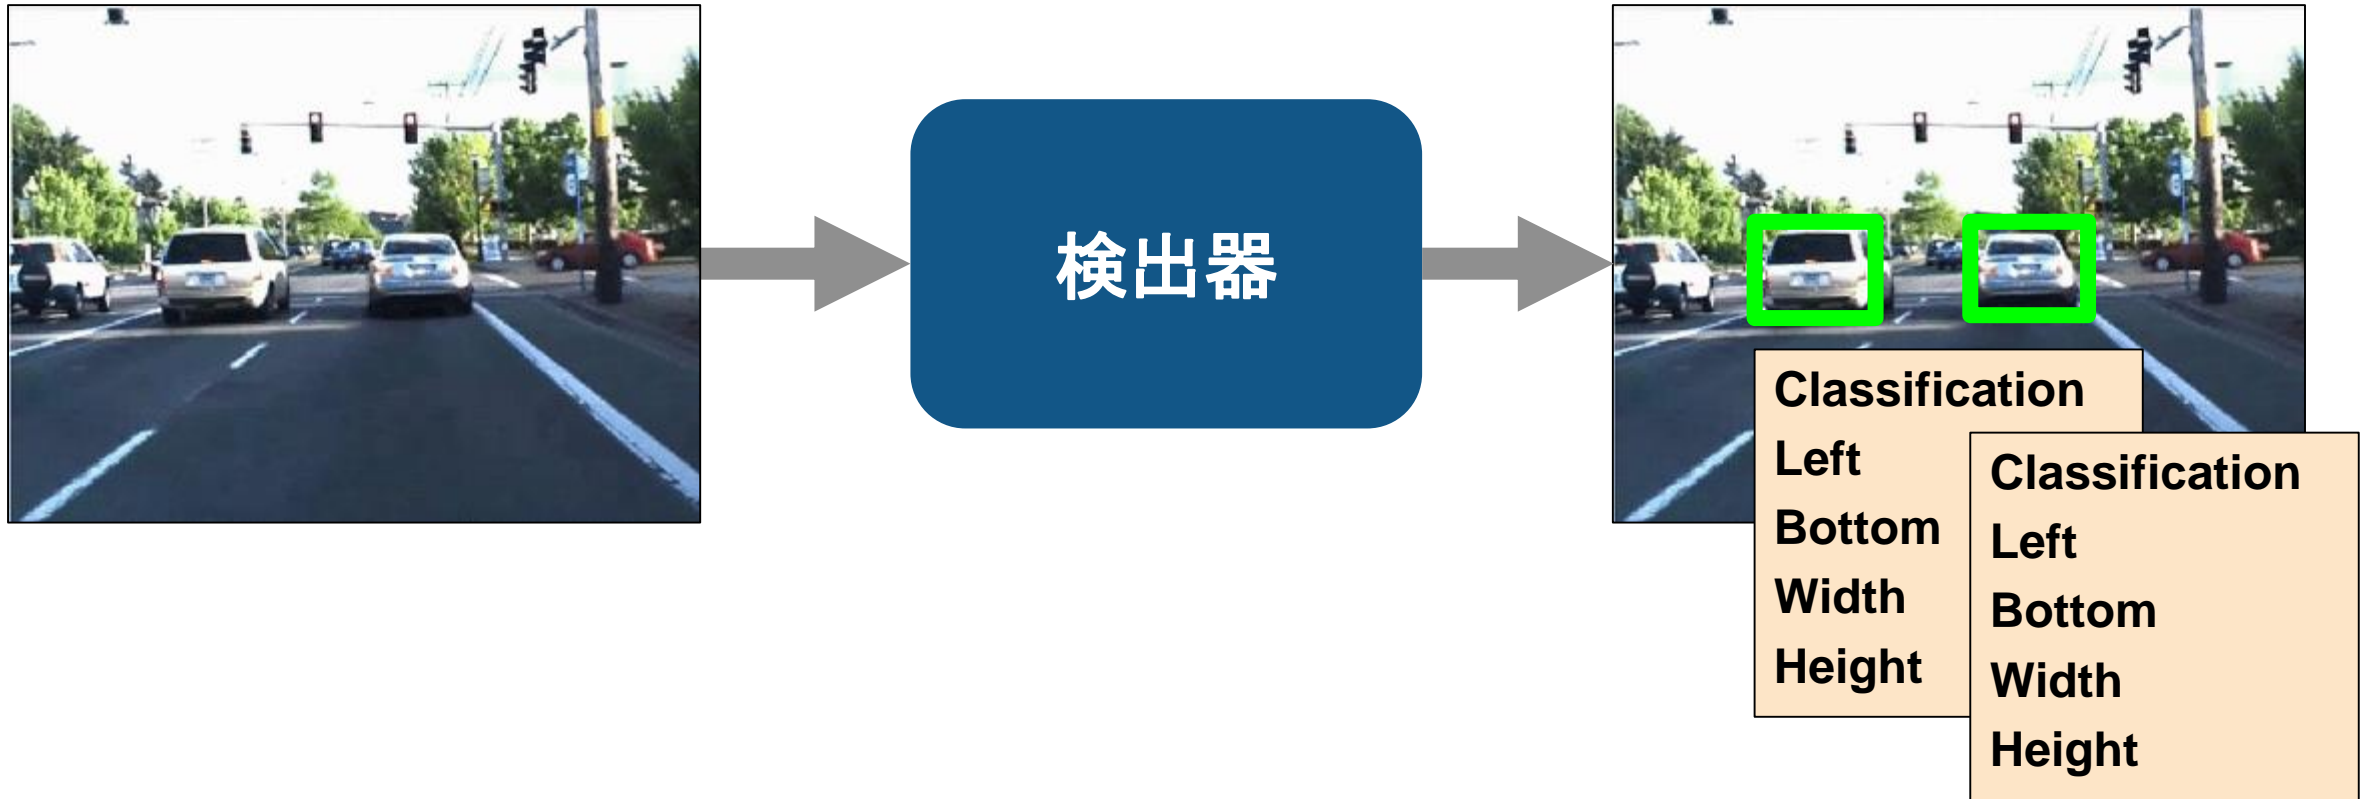 検出器
Classification
Left
Bottom
Width
Height
Classification
Left
Bottom
Width
Height